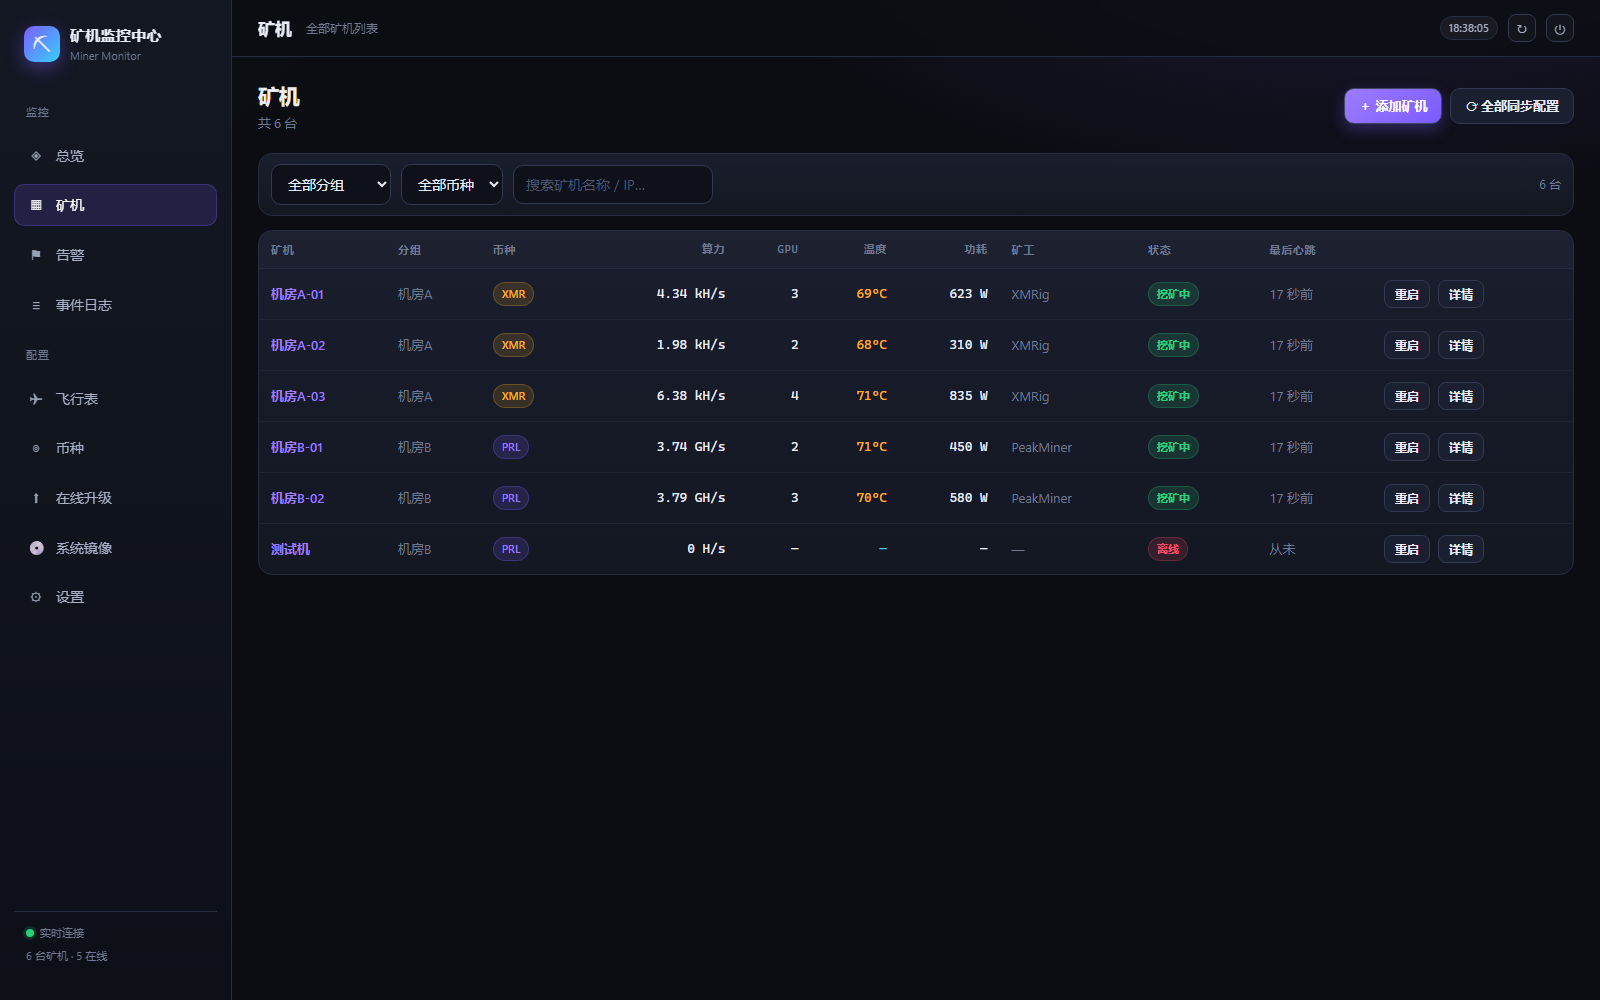 矿机监控中心
Miner Monitor
监控
总览
矿机
告警
事件日志
配置
飞行表
币种
在线升级
系统镜像
设置
实时连接
6 台矿机 · 5 在线
矿机 全部矿机列表 18:38:05
矿机
共 6 台
+ 添加矿机 全部同步配置
全部分组 全部币种 搜索矿机名称 / IP... 6 台
矿机 分组 币种 算力 GPU 温度 功耗 矿工 状态 最后心跳
机房A-01 机房A XMR 4.34 kH/s 3 69°C 623 W XMRig 挖矿中 17 秒前 重启 详情
机房A-02 机房A XMR 1.98 kH/s 2 68°C 310 W XMRig 挖矿中 17 秒前 重启 详情
机房A-03 机房A XMR 6.38 kH/s 4 71°C 835 W XMRig 挖矿中 17 秒前 重启 详情
机房B-01 机房B PRL 3.74 GH/s 2 71°C 450 W PeakMiner 挖矿中 17 秒前 重启 详情
机房B-02 机房B PRL 3.79 GH/s 3 70°C 580 W PeakMiner 挖矿中 17 秒前 重启 详情
测试机 机房B PRL 0 H/s — — — — 离线 从未 重启 详情